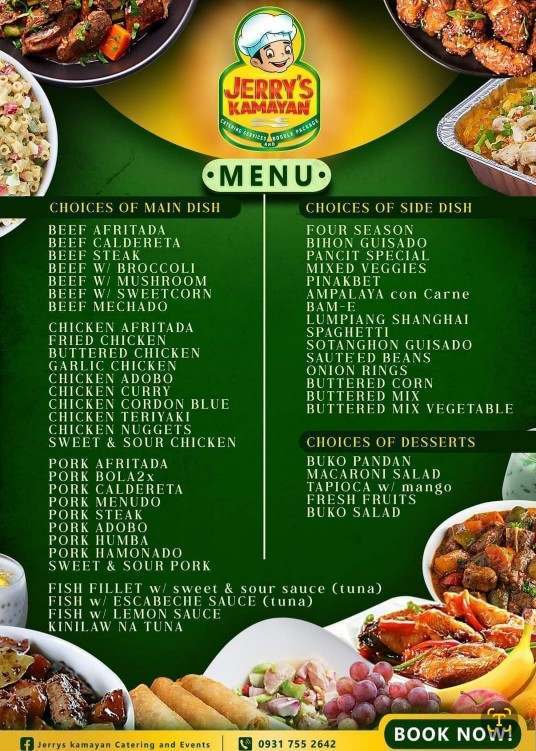 JERRY'S
KAMAYAN
CATERING SERVICES AND BOODLE PACKAGE
• MENU •
CHOICES OF MAIN DISH
BEEF AFRITADA
BEEF CALDERETA
BEEF STEAK
BEEF W/ BROCCOLI
BEEF W/ MUSHROOM
BEEF W/ SWEETCORN
BEEF MECHADO
CHICKEN AFRITADA
FRIED CHICKEN
BUTTERED CHICKEN
GARLIC CHICKEN
CHICKEN ADOBO
CHICKEN CURRY
CHICKEN CORDON BLUE
CHICKEN TERIYAKI
CHICKEN NUGGETS
SWEET & SOUR CHICKEN
PORK AFRITADA
PORK BOLA2x
PORK CALDERETA
PORK MENUDO
PORK STEAK
PORK ADOBO
PORK HUMBA
PORK HAMONADO
SWEET & SOUR PORK
FISH FILLET w/ sweet & sour sauce (tuna)
FISH w/ ESCABECHE SAUCE (tuna)
FISH w/ LEMON SAUCE
KINILAW NA TUNA
CHOICES OF SIDE DISH
FOUR SEASON
BIHON GUISADO
PANCIT SPECIAL
MIXED VEGGIES
PINAKBET
AMPALAYA con Carne
BAM-E
LUMPIANG SHANGHAI
SPAGHETTI
SOTANGHON GUISADO
SAUTE'ED BEANS
ONION RINGS
BUTTERED CORN
BUTTERED MIX
BUTTERED MIX VEGETABLE
CHOICES OF DESSERTS
BUKO PANDAN
MACARONI SALAD
TAPIOCA w/ mango
FRESH FRUITS
BUKO SALAD
Jerrys kamayan Catering and Events
0931 755 2642
BOOK NOW!